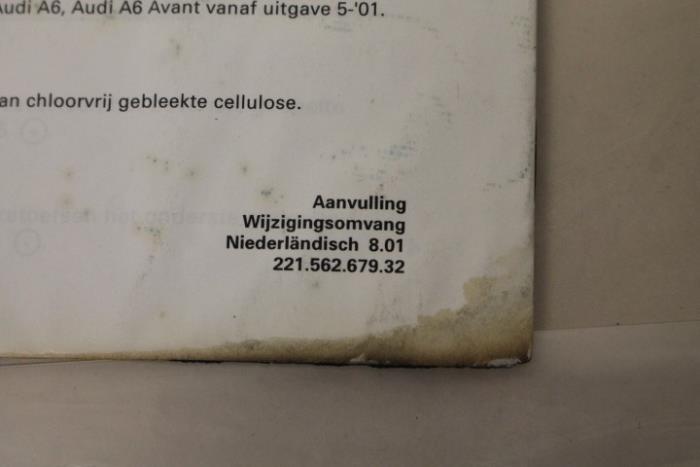 Audi A6, Audi A6 Avant vanaf uitgave 5-'01.
an chloorvrij gebleekte cellulose.
Aanvulling
Wijzigingsomvang
Niederländisch 8.01
221.562.679.32